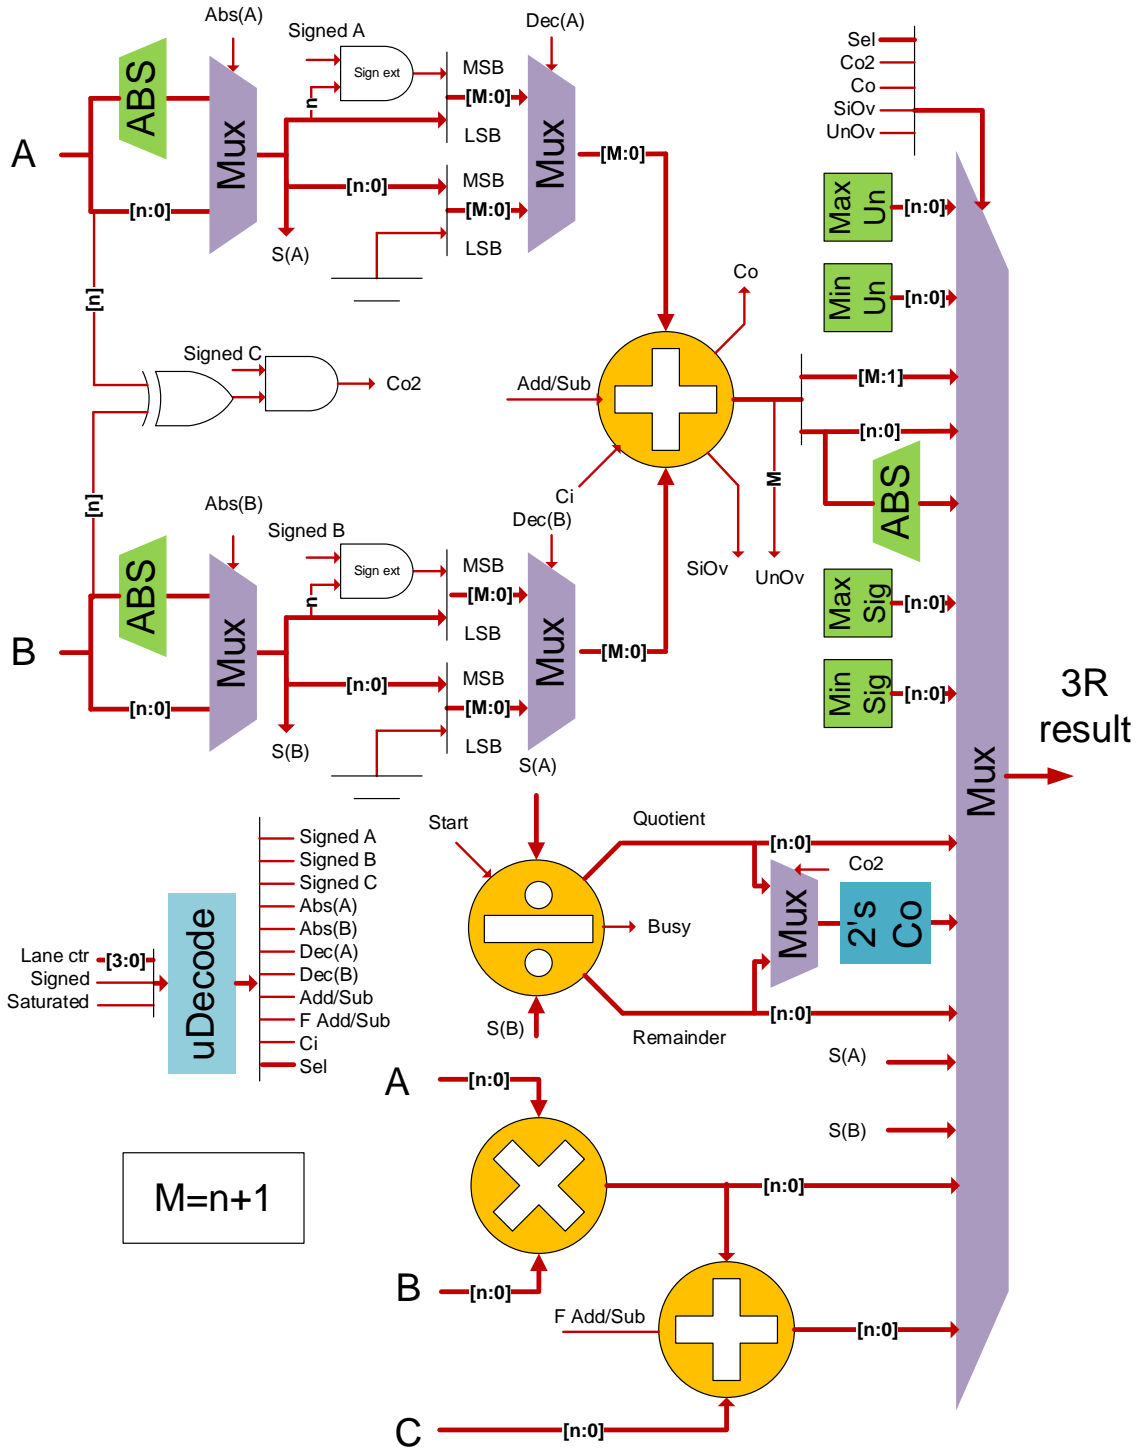 Abs(A)
Signed A
Dec(A)
Sel
Co2
Co
SiOv
UnOv
ABS
Mux
Sign ext
n
MSB
[M:0]
LSB
Mux
A
[n:0]
[n:0]
MSB
[M:0]
LSB
S(A)
[M:0]
Max
Un
[n:0]
Min
Un
[n:0]
[n]
Signed C
Co2
Co
Add/Sub
Ci
SiOv
M
UnOv
[M:1]
[n:0]
ABS
[n]
Abs(B)
Signed B
Dec(B)
ABS
Mux
Sign ext
n
MSB
[M:0]
LSB
Mux
B
[n:0]
[n:0]
MSB
[M:0]
LSB
S(B)
[M:0]
Max
Sig
[n:0]
Min
Sig
[n:0]
3R
result
Mux
S(A)
Start
Quotient
[n:0]
Co2
Mux
2's
Co
Busy
S(B)
Remainder
[n:0]
Lane ctr
[3:0]
Signed
Saturated
uDecode
Signed A
Signed B
Signed C
Abs(A)
Abs(B)
Dec(A)
Dec(B)
Add/Sub
F Add/Sub
Ci
Sel
S(A)
S(B)
A
[n:0]
[n:0]
B
[n:0]
M=n+1
F Add/Sub
[n:0]
C
[n:0]